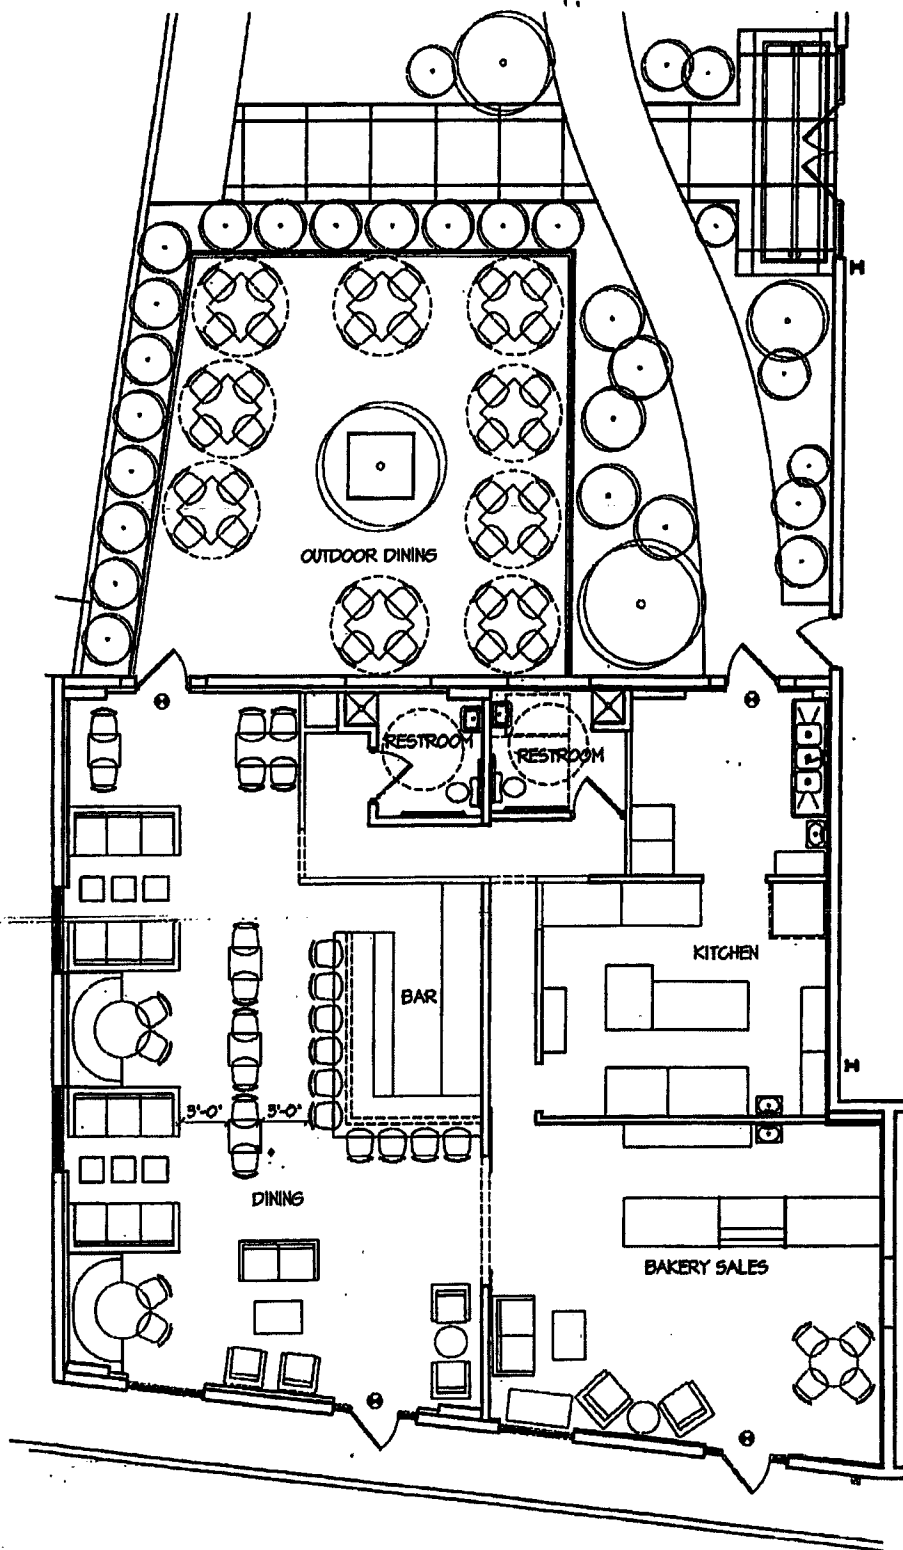 OUTDOOR DINING
RESTROOM
RESTROOM
KITCHEN
BAR
3'-0"
3'-0"
DINING
BAKERY SALES